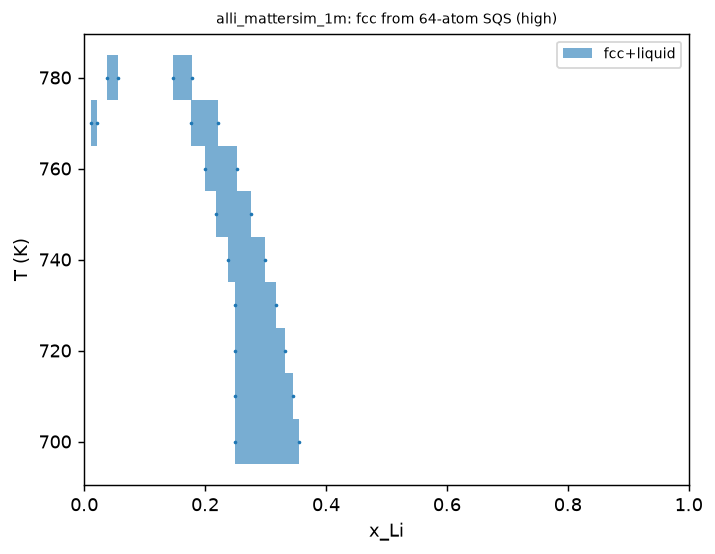 alli_mattersim_1m: fcc from 64-atom SQS (high)
fcc+liquid
780
760
740
720
700
T (K)
0.0 0.2 0.4 0.6 0.8 1.0
x_Li